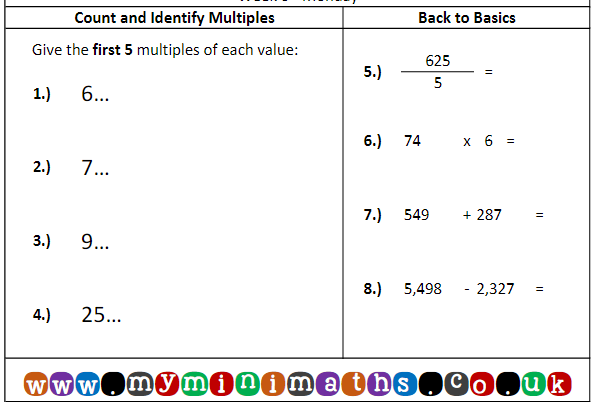 Count and Identify Multiples
Give the first 5 multiples of each value:
1.) 6...
2.) 7...
3.) 9...
4.) 25...
Back to Basics
5.) 625
5 =
6.) 74 x 6 =
7.) 549 + 287 =
8.) 5,498 - 2,327 =
www.myminimaths.co.uk